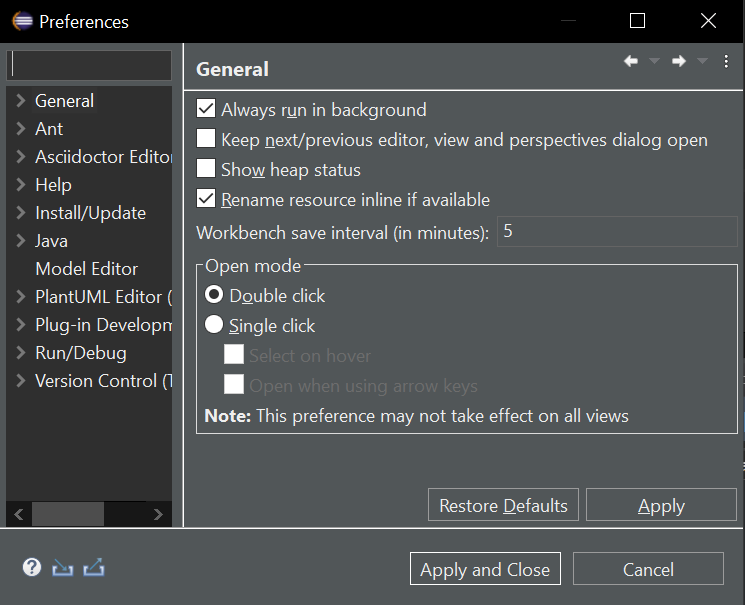 Preferences
General
General
Ant
Asciidoctor Editor
Help
Install/Update
Java
Model Editor
PlantUML Editor (
Plug-in Developm
Run/Debug
Version Control (T
Always run in background
Keep next/previous editor, view and perspectives dialog open
Show heap status
Rename resource inline if available
Workbench save interval (in minutes): 5
Open mode
Double click
Single click
Select on hover
Open when using arrow keys
Note: This preference may not take effect on all views
Restore Defaults Apply
Apply and Close Cancel